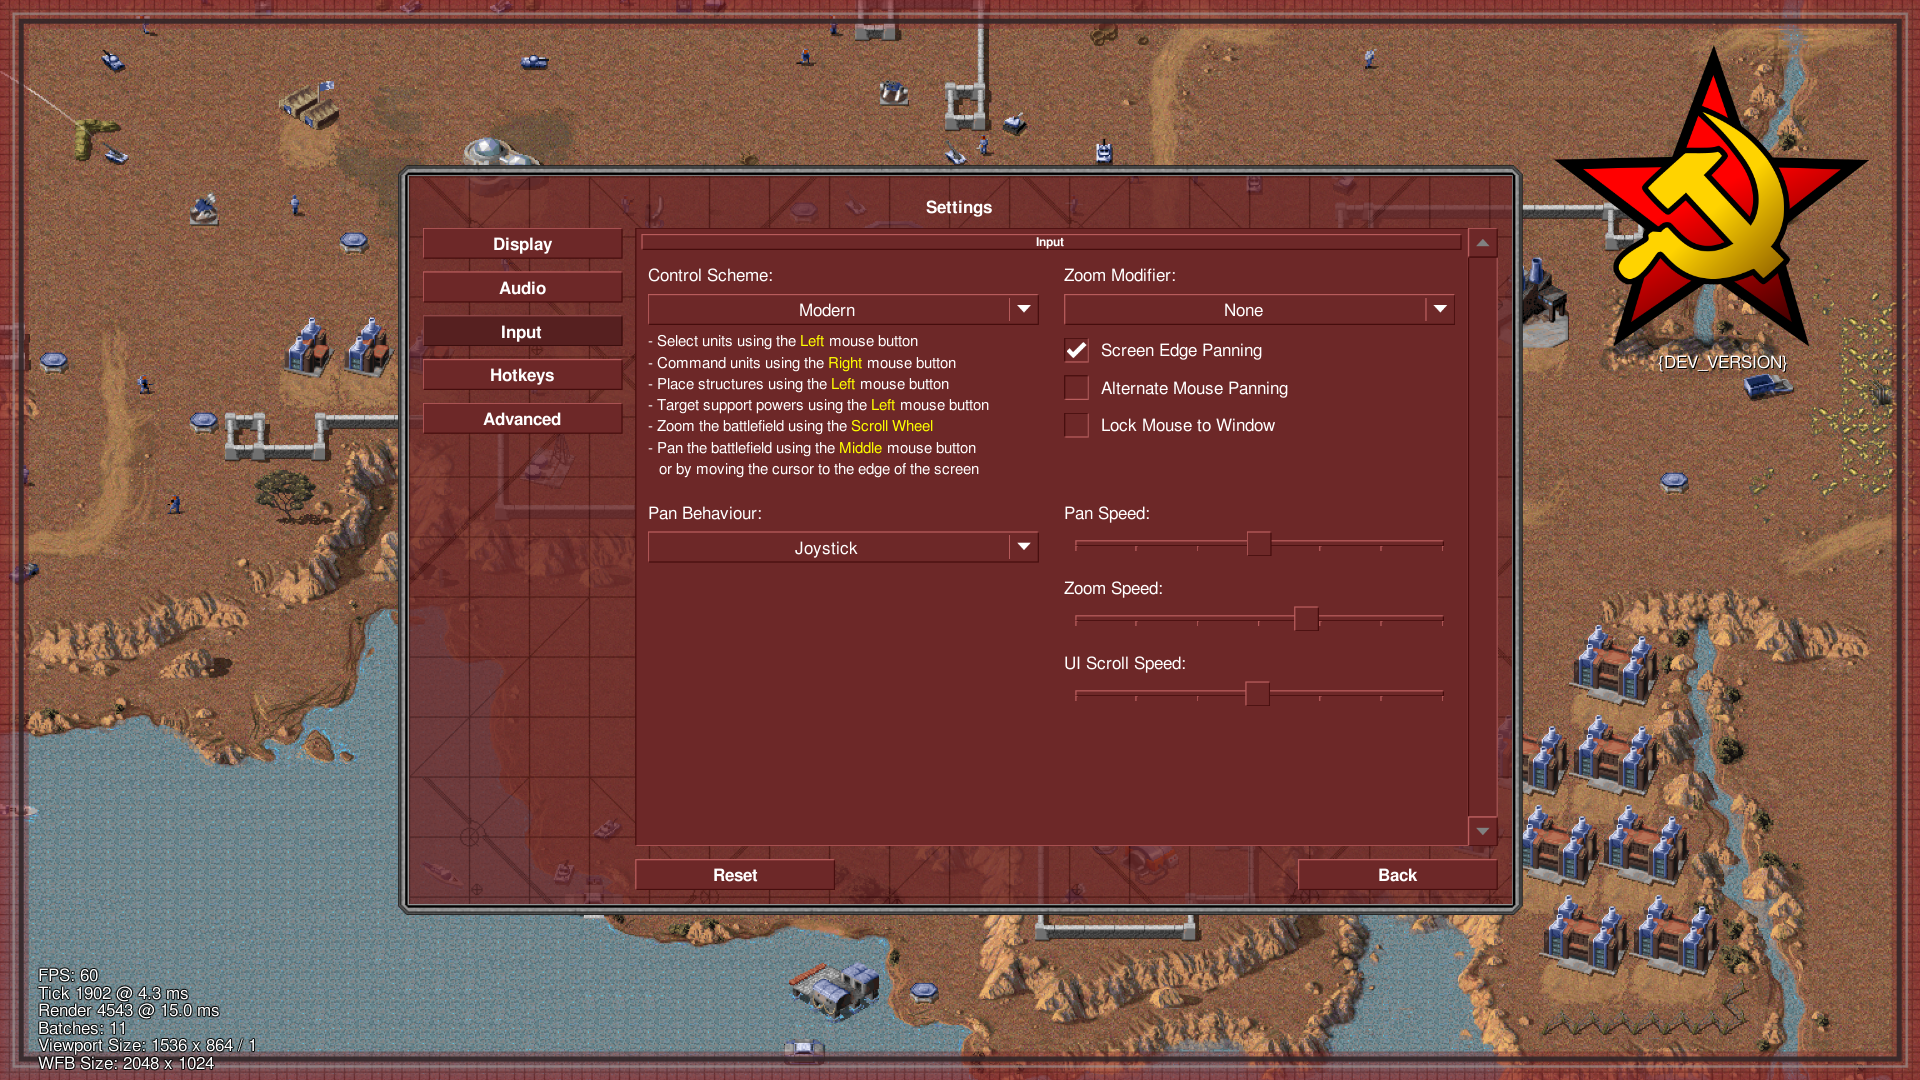 Settings
Display
Audio
Input
Hotkeys
Advanced
Input
Control Scheme:
Modern
- Select units using the Left mouse button
- Command units using the Right mouse button
- Place structures using the Left mouse button
- Target support powers using the Left mouse button
- Zoom the battlefield using the Scroll Wheel
- Pan the battlefield using the Middle mouse button
or by moving the cursor to the edge of the screen
Pan Behaviour:
Joystick
Zoom Modifier:
None
Screen Edge Panning
Alternate Mouse Panning
Lock Mouse to Window
Pan Speed:
Zoom Speed:
UI Scroll Speed:
Reset
Back
{DEV_VERSION}
FPS: 60
Tick 1902 @ 4.3 ms
Render 4543 @ 15.0 ms
Batches: 11
Viewport Size: 1536 x 864 / 1
WFB Size: 2048 x 1024